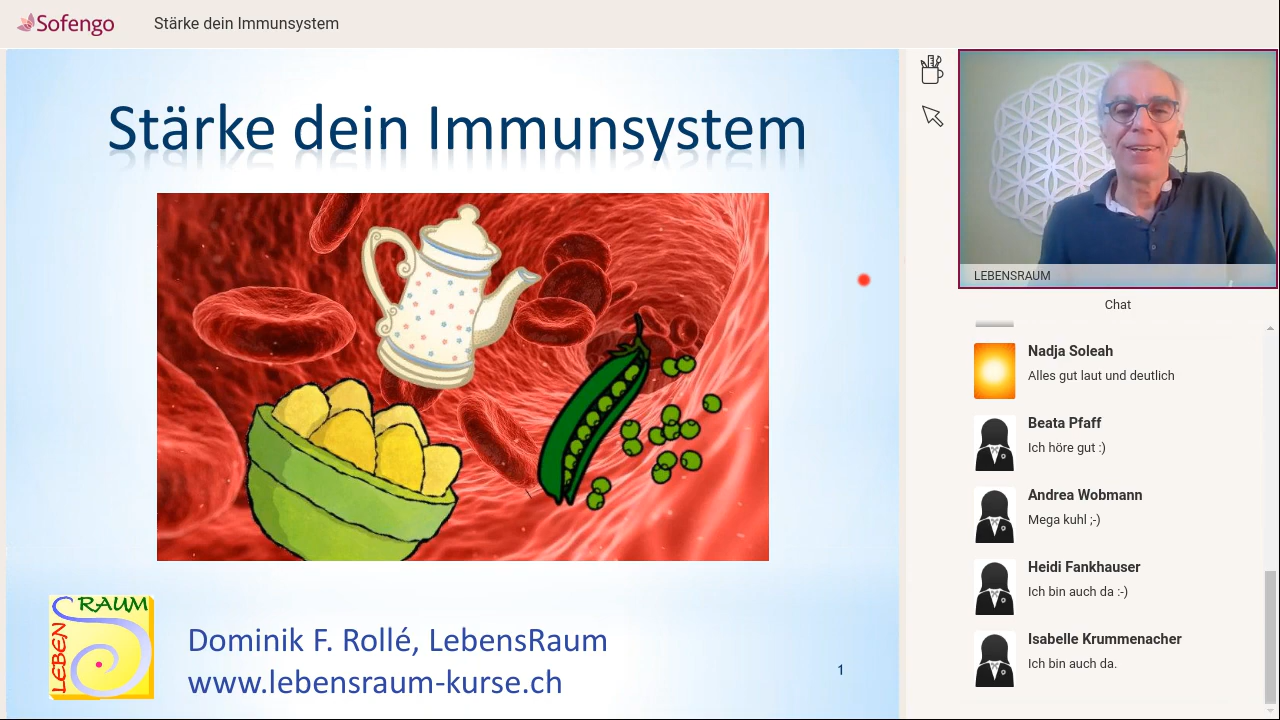 Sofengo
Stärke dein Immunsystem
Stärke dein Immunsystem
LEBENSRAUM
Chat
Nadja Soleah
Alles gut laut und deutlich
Beata Pfaff
Ich höre gut :)
Andrea Wobmann
Mega kuhl ;-)
Heidi Fankhauser
Ich bin auch da :-)
Isabelle Krummenacher
Ich bin auch da.
LEBEN
RAUM
Dominik F. Rollé, LebensRaum
www.lebensraum-kurse.ch
1